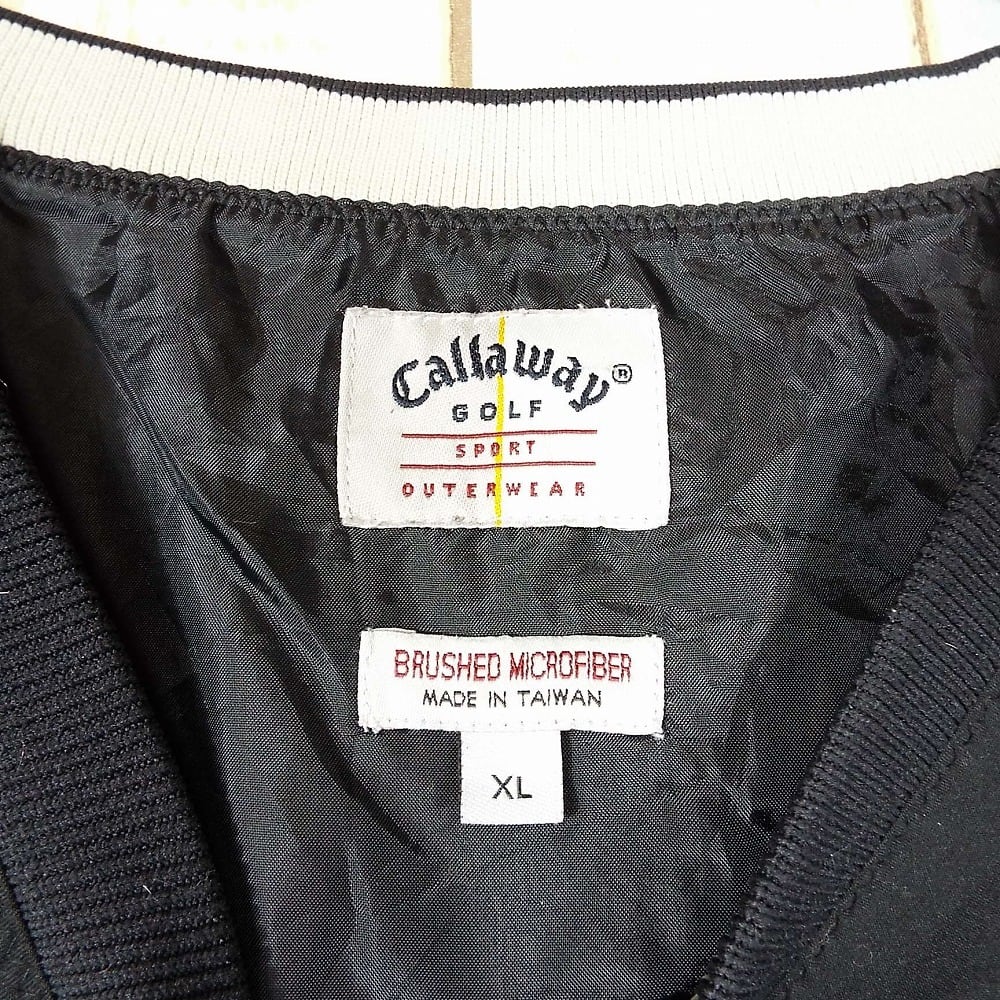 Callaway®
GOLF
SPORT
OUTERWEAR
BRUSHED MICROFIBER
MADE IN TAIWAN
XL